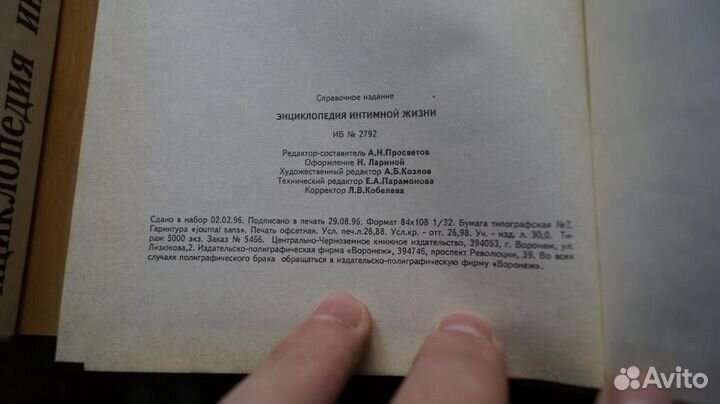 ЦИКЛОПЕДИЯ ИН
Справочное издание
ЭНЦИКЛОПЕДИЯ ИНТИМНОЙ ЖИЗНИ
ИБ № 2792
Редактор-составитель А.Н.Просветов
Оформление Н. Лариной
Художественный редактор А.Б.Козлов
Технический редактор Е.А.Парамонова
Корректор Л.В.Кобелева
Сдано в набор 02.02.96. Подписано в печать 29.08.96. Формат 84х108 1/32. Бумага типографская №2.
Гарнитура «journal sans». Печать офсетная. Усл. печ.л.26,88. Усл.кр. - отт. 26,98. Уч. - изд. л. 30,0. Ти-
раж 5000 экз. Заказ № 5466. Центрально-Черноземное книжное издательство, 394053, г. Воронеж, ул.
Лизюкова,2. Издательско-полиграфическая фирма «Воронеж», 394746, проспект Революции, 39. Во всех
случаях полиграфического брака обращаться в издательско-полиграфическую фирму «Воронеж».
Avito